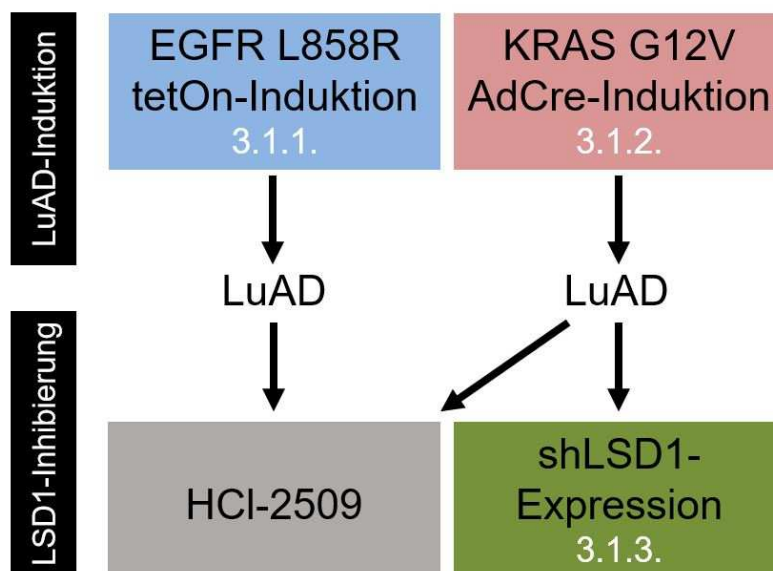 LuAD-Induktion
EGFR L858R
tetOn-Induktion
3.1.1.
KRAS G12V
AdCre-Induktion
3.1.2.
LuAD
LuAD
LSD1-Inhibierung
HCI-2509
shLSD1-
Expression
3.1.3.